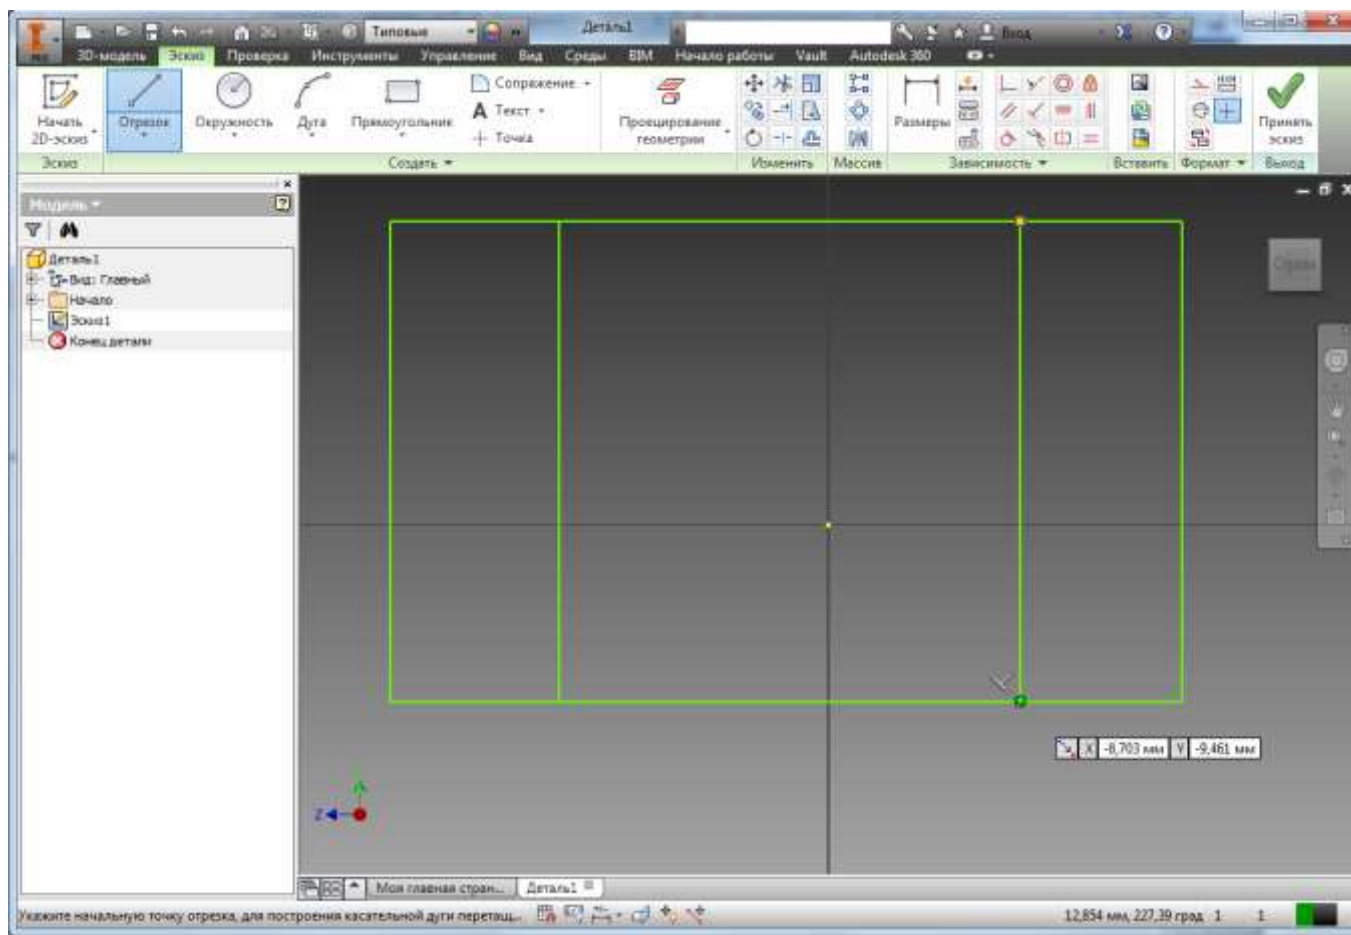 Типовые
Деталь1
Вход
3D-модель Эскиз Проверка Инструменты Управление Вид Среды BIM Начало работы Vault Autodesk 360
Начать 2D-эскиз
Отрезок
Окружность
Дуга
Прямоугольник
Сопряжение
A Текст
Точка
Проецирование геометрии
Размеры
Принять эскиз
Эскиз Создать Изменить Массив Зависимость Вставить Формат Выход
Модель
Деталь1
Вид: Главный
Начало
Эскиз1
Конец детали
X -8,703 мм Y -9,461 мм
Z
Моя главная стран... Деталь1
Укажите начальную точку отрезка, для построения касательной дуги перетащ...
12,854 мм, 227,39 град 1 1